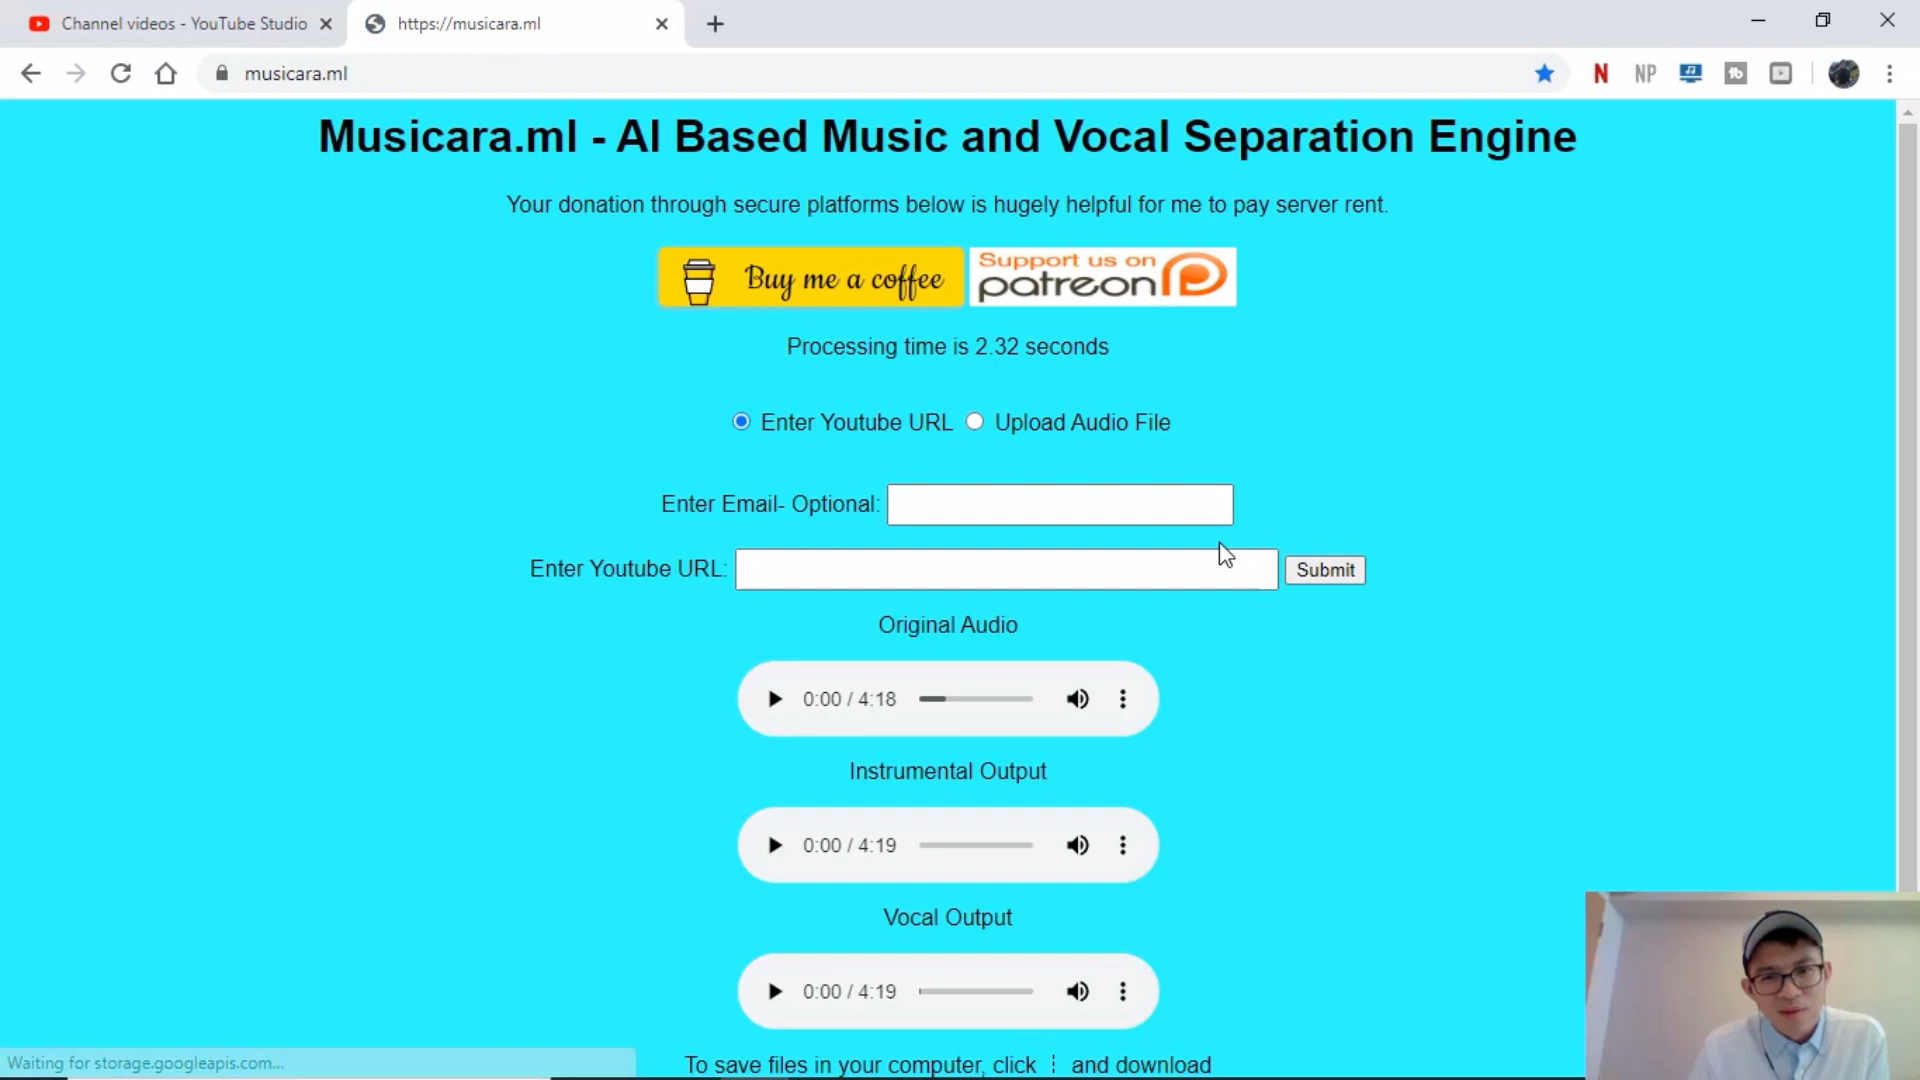 Channel videos - YouTube Studio
https://musicara.ml
musicara.ml
N
NP
tb
Musicara.ml - AI Based Music and Vocal Separation Engine
Your donation through secure platforms below is hugely helpful for me to pay server rent.
Buy me a coffee
Support us on
patreon
Processing time is 2.32 seconds
Enter Youtube URL
Upload Audio File
Enter Email- Optional:
Enter Youtube URL:
Submit
Original Audio
0:00 / 4:18
Instrumental Output
0:00 / 4:19
Vocal Output
0:00 / 4:19
Waiting for storage.googleapis.com...
To save files in your computer, click ⋮ and download